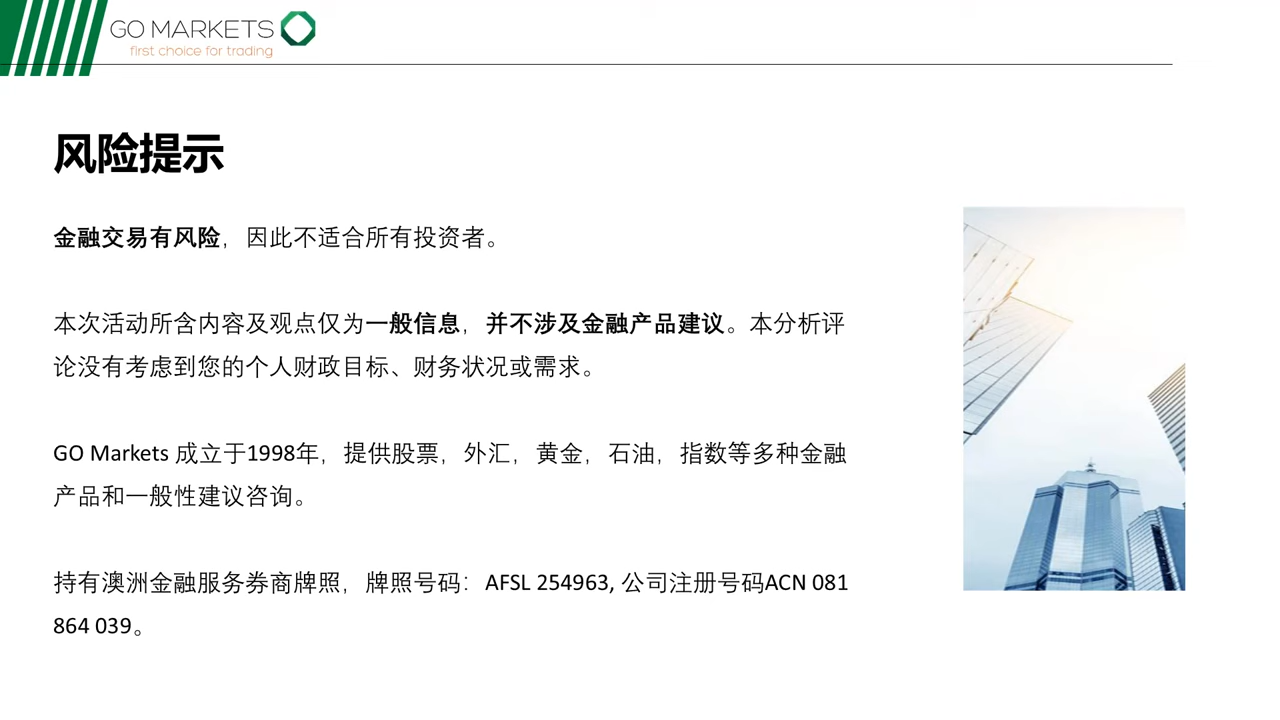 GO MARKETS
first choice for trading
风险提示
金融交易有风险，因此不适合所有投资者。
本次活动所含内容及观点仅为一般信息，并不涉及金融产品建议。本分析评
论没有考虑到您的个人财政目标、财务状况或需求。
GO Markets 成立于1998年，提供股票，外汇，黄金，石油，指数等多种金融
产品和一般性建议咨询。
持有澳洲金融服务券商牌照，牌照号码：AFSL 254963, 公司注册号码ACN 081
864 039。